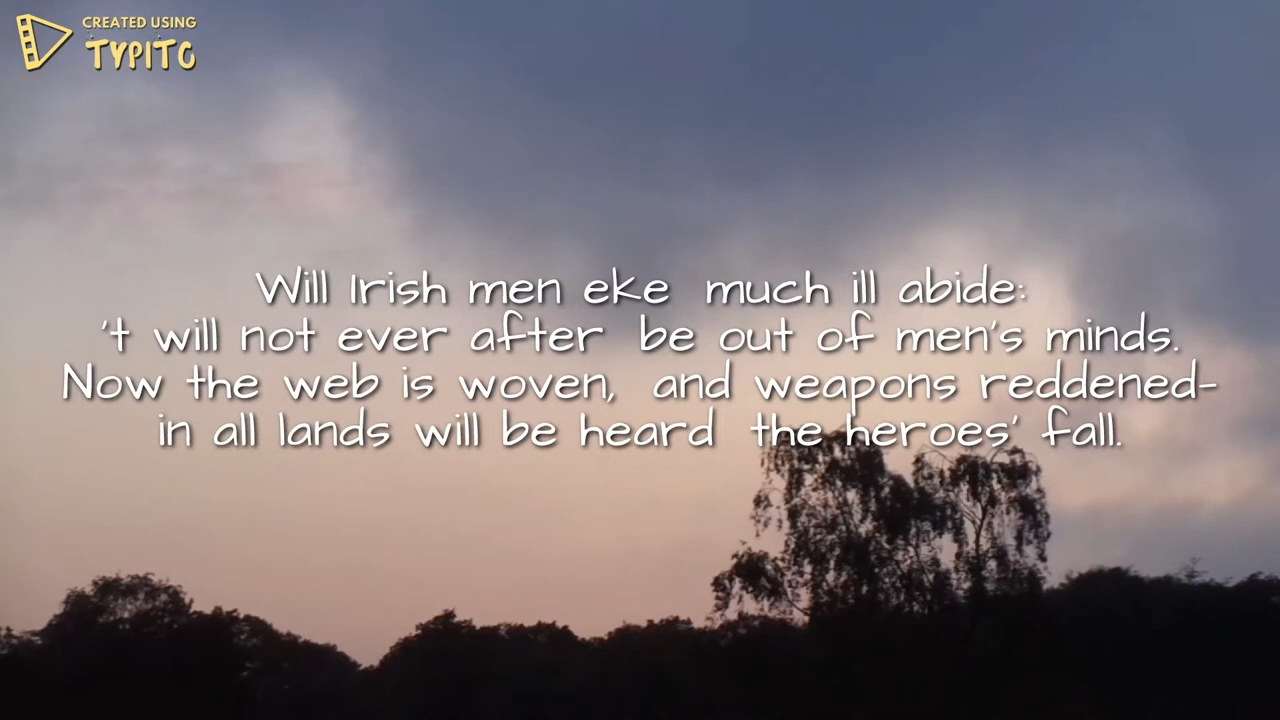 CREATED USING
TYPITO
Will Irish men eke much ill abide:
't will not ever after be out of men's minds.
Now the web is woven, and weapons reddened-
in all lands will be heard the heroes' fall.